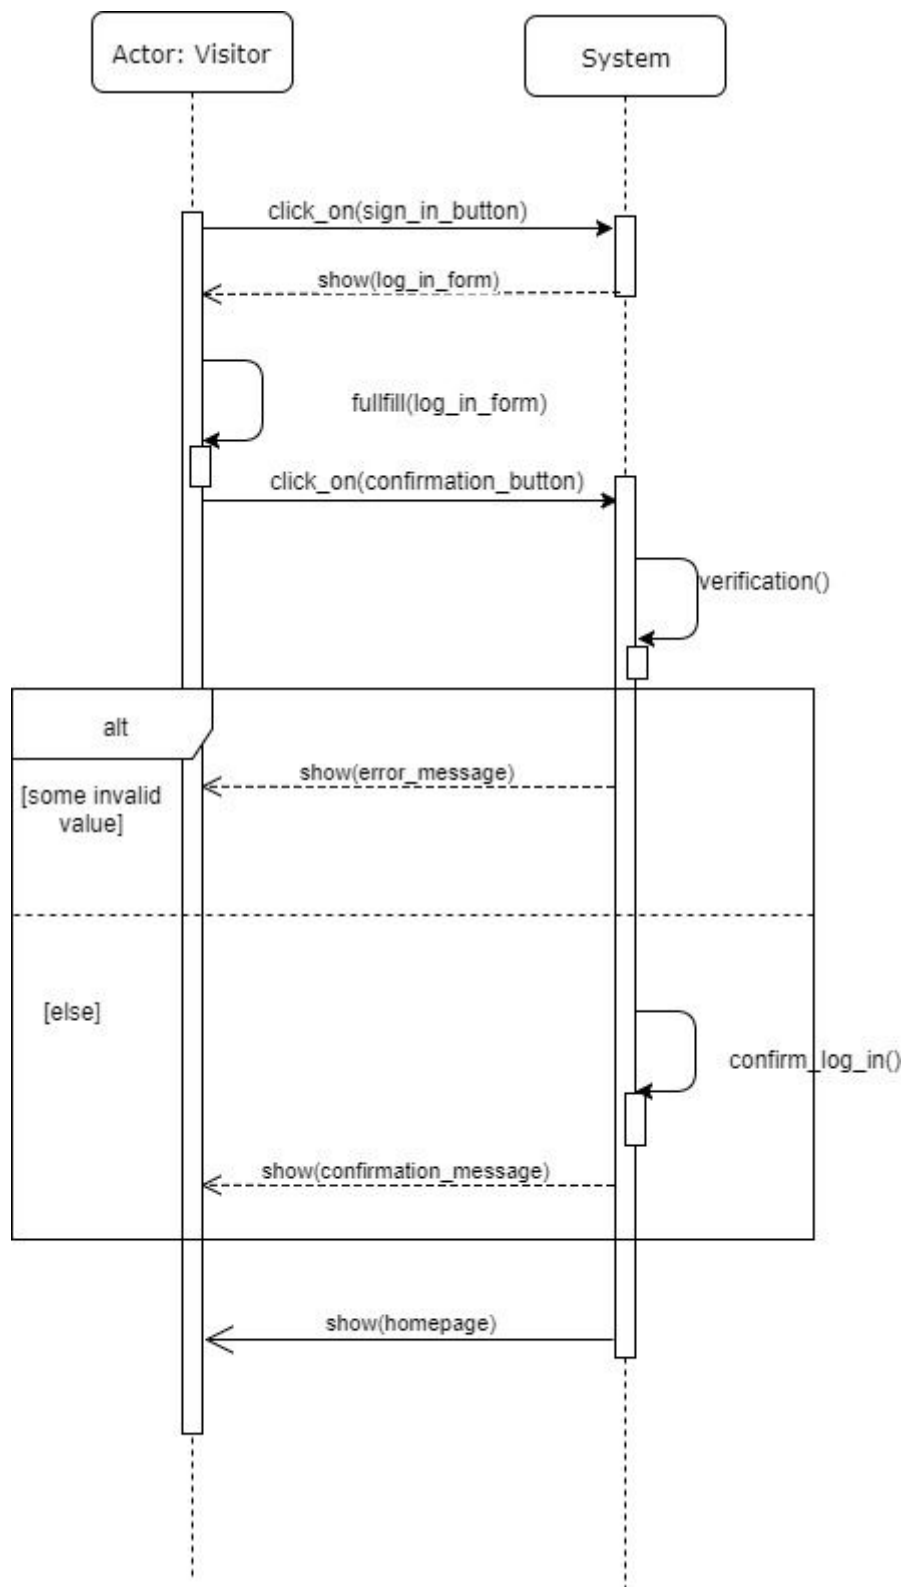 Actor: Visitor
System
click_on(sign_in_button)
show(log_in_form)
fullfill(log_in_form)
click_on(confirmation_button)
verification()
alt
show(error_message)
[some invalid
value]
[else]
confirm_log_in()
show(confirmation_message)
show(homepage)